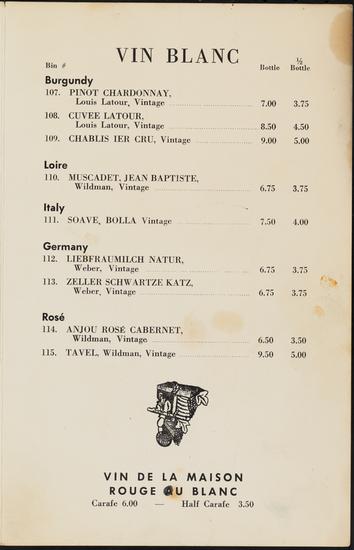 VIN BLANC
Bin # Bottle ½ Bottle
Burgundy
107. PINOT CHARDONNAY,
Louis Latour, Vintage 7.00 3.75
108. CUVEE LATOUR,
Louis Latour, Vintage 8.50 4.50
109. CHABLIS IER CRU, Vintage 9.00 5.00
Loire
110. MUSCADET, JEAN BAPTISTE,
Wildman, Vintage 6.75 3.75
Italy
111. SOAVE, BOLLA Vintage 7.50 4.00
Germany
112. LIEBFRAUMILCH NATUR,
Weber, Vintage 6.75 3.75
113. ZELLER SCHWARTZE KATZ,
Weber, Vintage 6.75 3.75
Rosé
114. ANJOU ROSÉ CABERNET,
Wildman, Vintage 6.50 3.50
115. TAVEL, Wildman, Vintage 9.50 5.00
VIN DE LA MAISON
ROUGE OU BLANC
Carafe 6.00 — Half Carafe 3.50